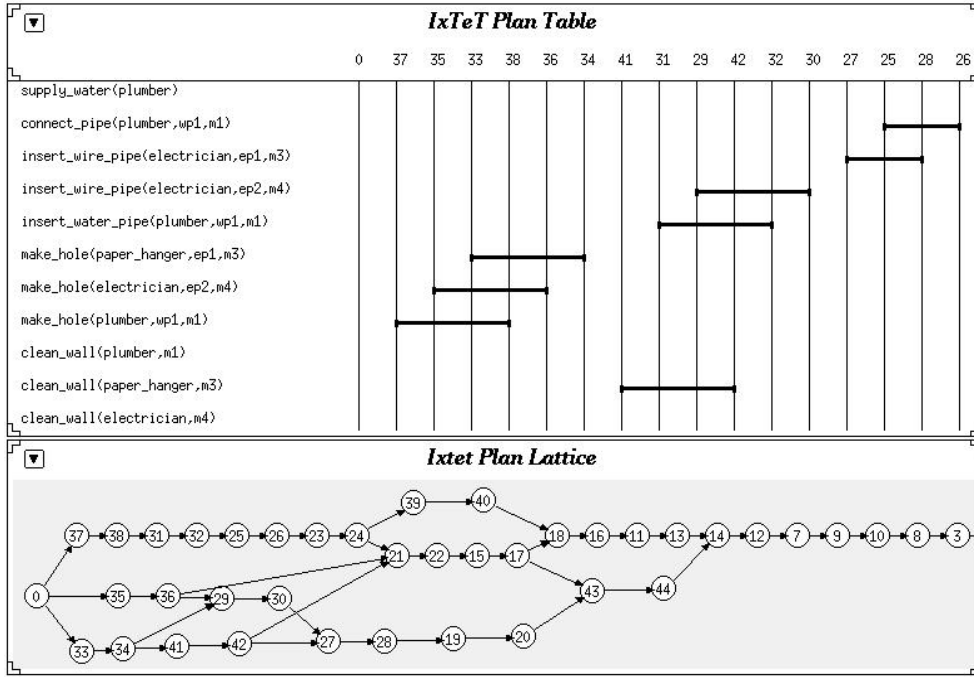 IxTeT Plan Table
0 37 35 33 38 36 34 41 31 29 42 32 30 27 25 28 26
supply_water(plumber)
connect_pipe(plumber,wp1,m1)
insert_wire_pipe(electrician,ep1,m3)
insert_wire_pipe(electrician,ep2,m4)
insert_water_pipe(plumber,wp1,m1)
make_hole(paper_hanger,ep1,m3)
make_hole(electrician,ep2,m4)
make_hole(plumber,wp1,m1)
clean_wall(plumber,m1)
clean_wall(paper_hanger,m3)
clean_wall(electrician,m4)
Ixtet Plan Lattice
39 40
37 38 31 32 25 26 23 24 18 16 11 13 14 12 7 9 10 8 3
21 22 15 17
0 35 36 29 30 43 44
33 34 41 42 27 28 19 20